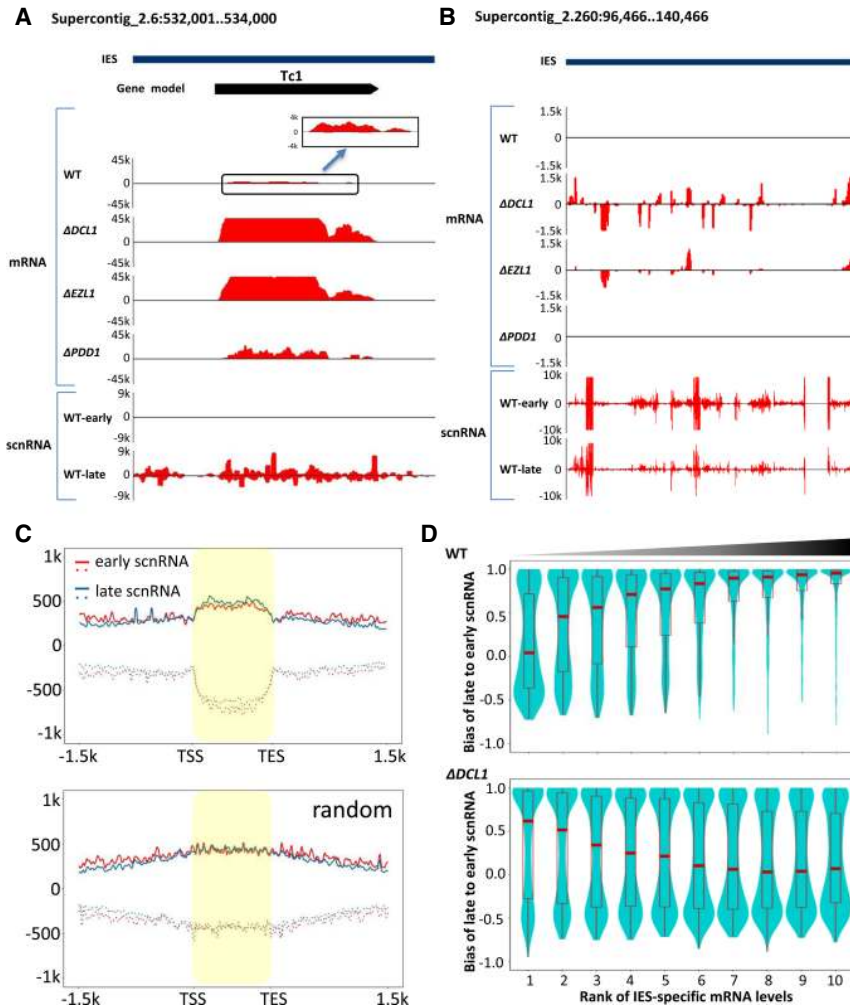 A Supercontig_2.6:532,001..534,000
IES
Tc1
Gene model
4k
0
-4k
mRNA
WT
45k
0
-45k
ΔDCL1
45k
0
-45k
ΔEZL1
45k
0
-45k
ΔPDD1
45k
0
-45k
scnRNA
WT-early
9k
0
-9k
WT-late
9k
0
-9k
B Supercontig_2.260:96,466..140,466
IES
mRNA
WT
1.5k
0
-1.5k
ΔDCL1
1.5k
0
-1.5k
ΔEZL1
1.5k
0
-1.5k
ΔPDD1
1.5k
0
-1.5k
scnRNA
WT-early
10k
0
-10k
WT-late
10k
0
-10k
C
early scnRNA
late scnRNA
1k
500
0
-500
-1k
-1.5k TSS TES 1.5k
random
1k
500
0
-500
-1k
-1.5k TSS TES 1.5k
D
WT
Bias of late to early scnRNA
1.0
0.5
0.0
-0.5
-1.0
ΔDCL1
Bias of late to early scnRNA
1.0
0.5
0.0
-0.5
-1.0
1 2 3 4 5 6 7 8 9 10
Rank of IES-specific mRNA levels